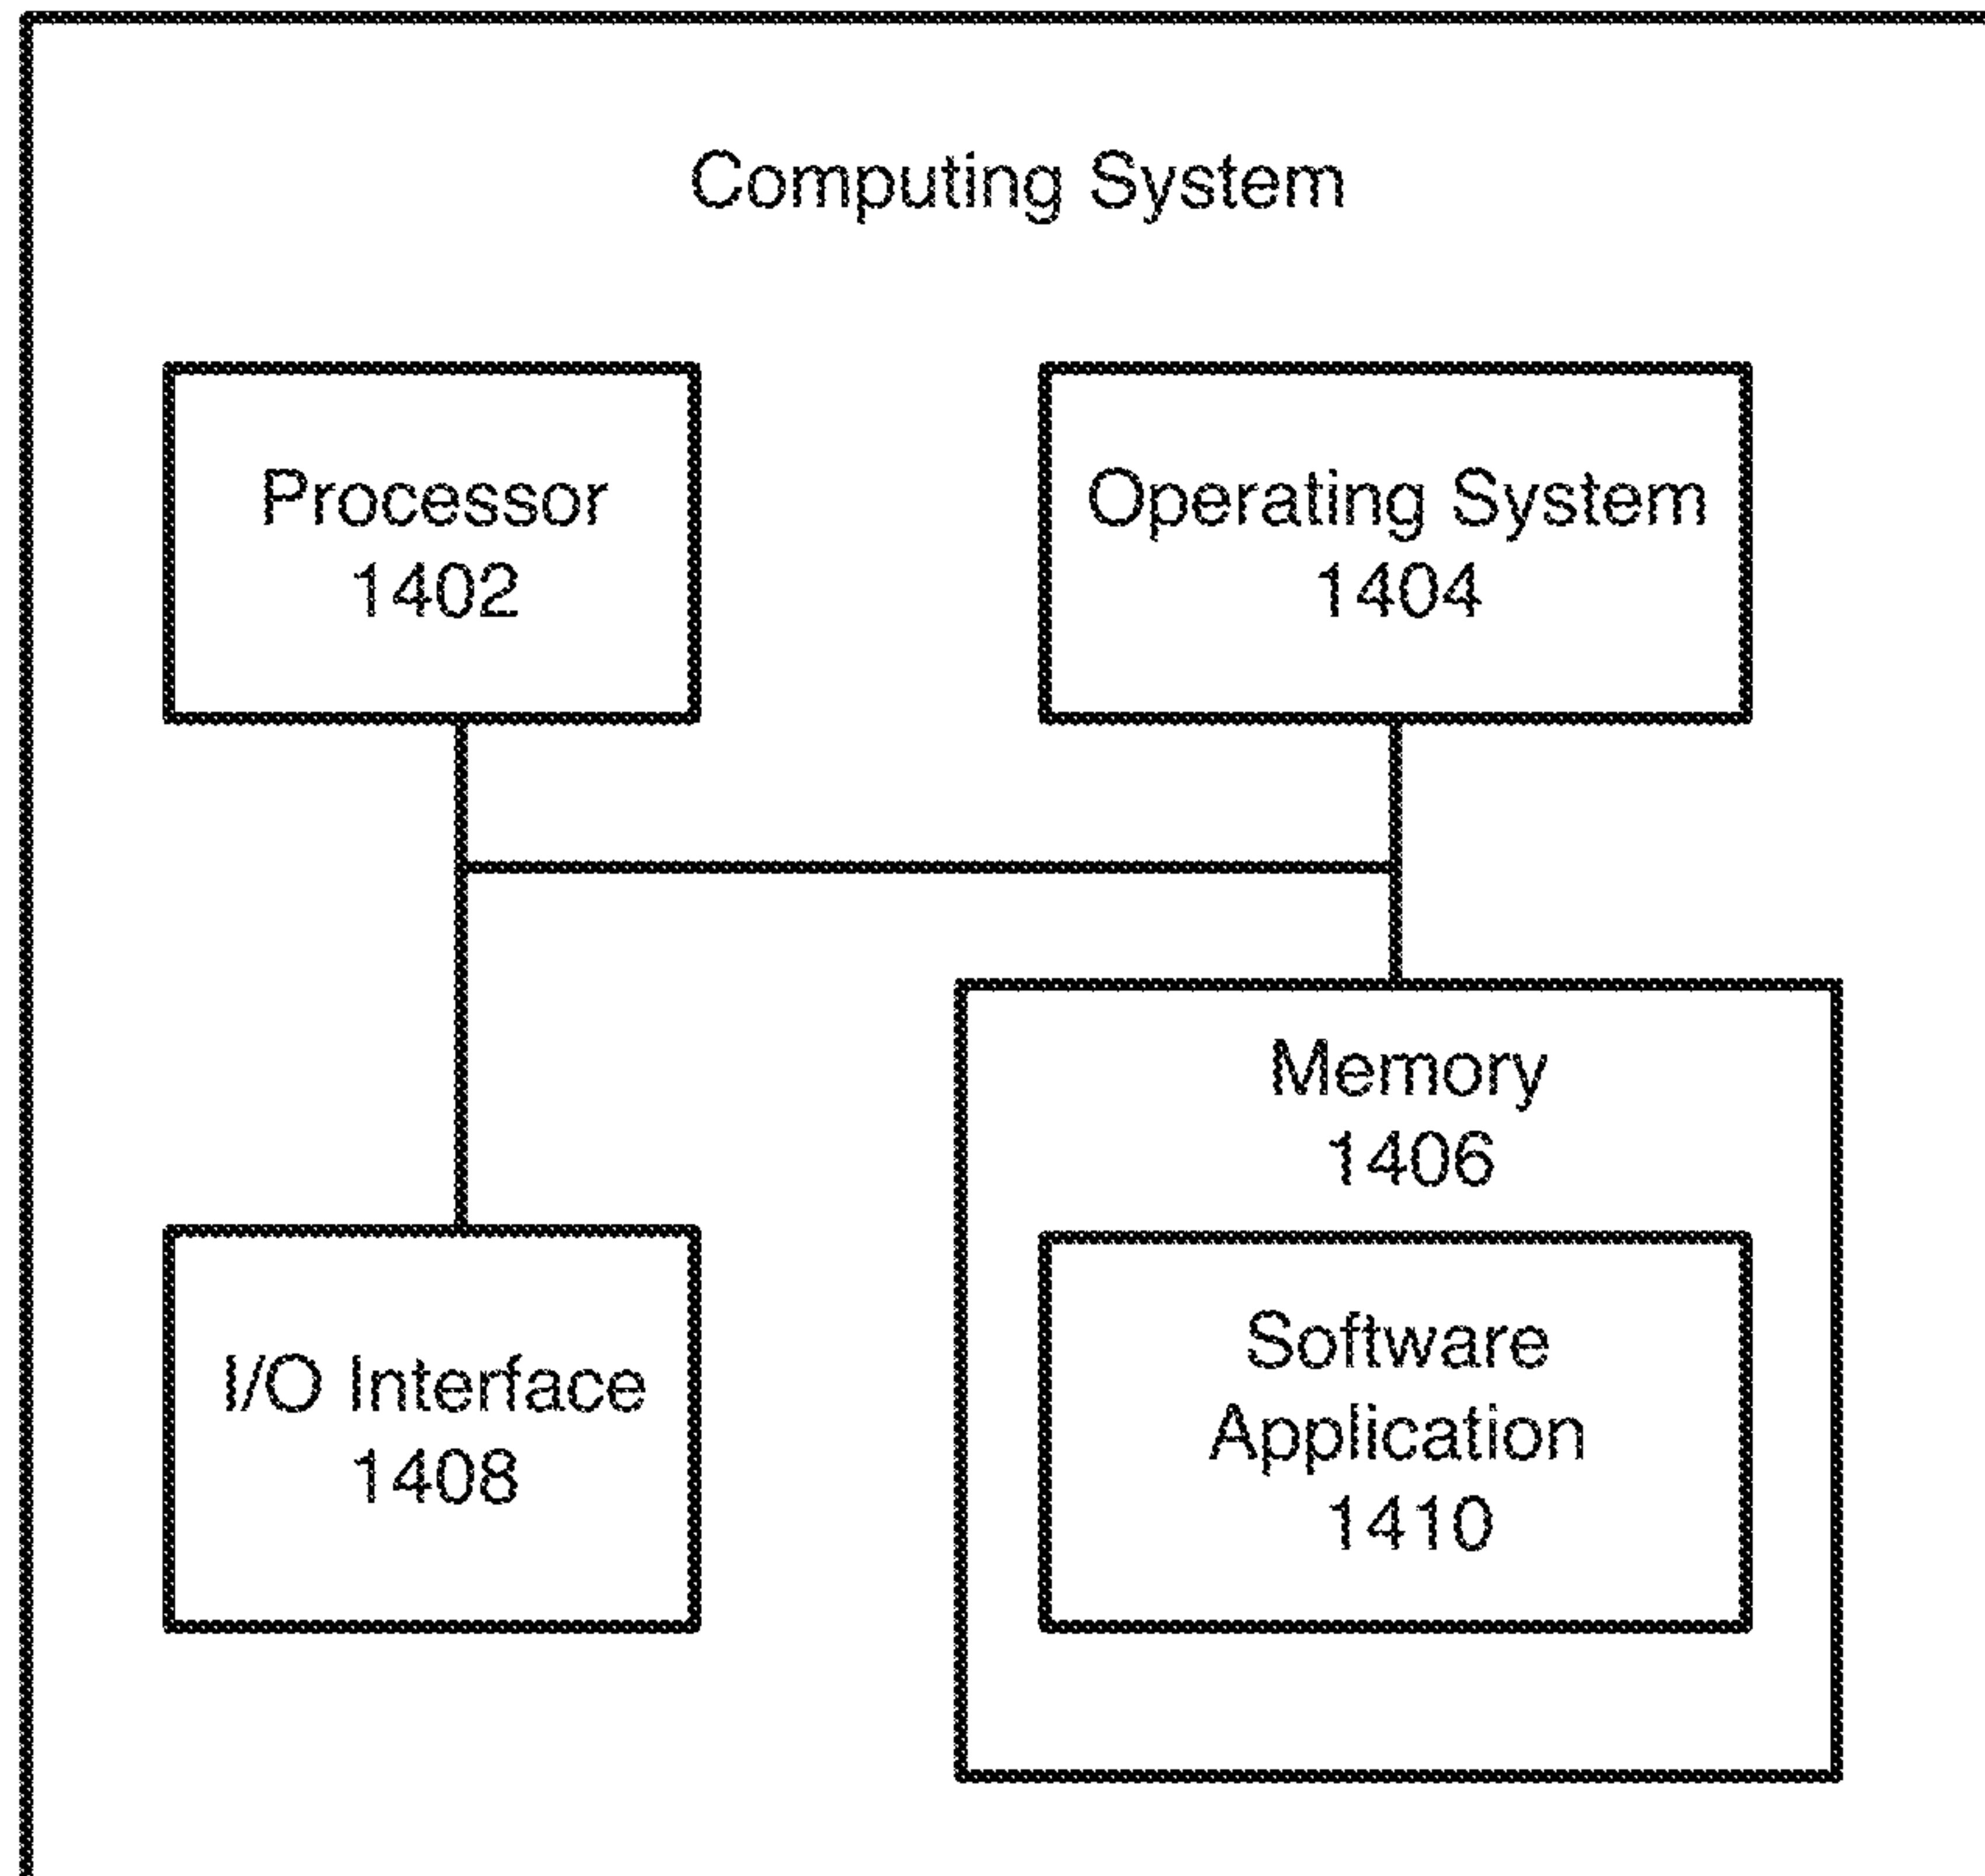 Computing System
Processor
1402
Operating System
1404
Memory
1406
I/O Interface
1408
Software
Application
1410